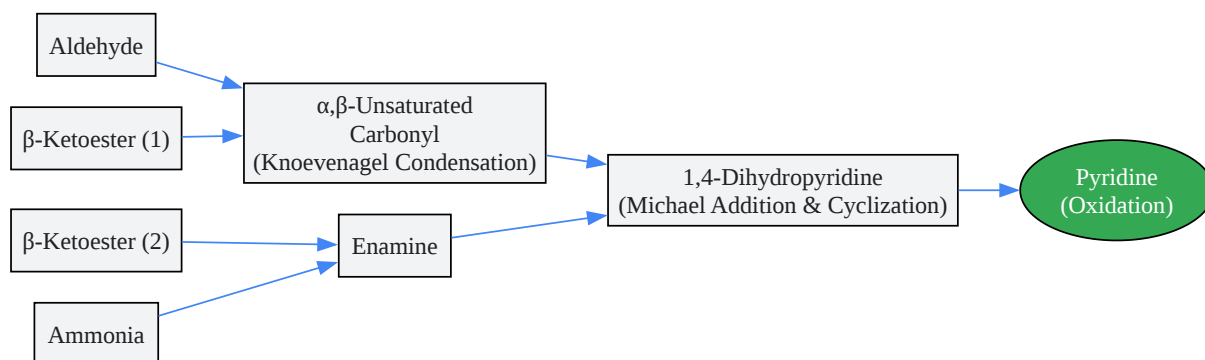 Aldehyde
β-Ketoester (1)
α,β-Unsaturated
Carbonyl
(Knoevenagel Condensation)
β-Ketoester (2)
Ammonia
Enamine
1,4-Dihydropyridine
(Michael Addition & Cyclization)
Pyridine
(Oxidation)